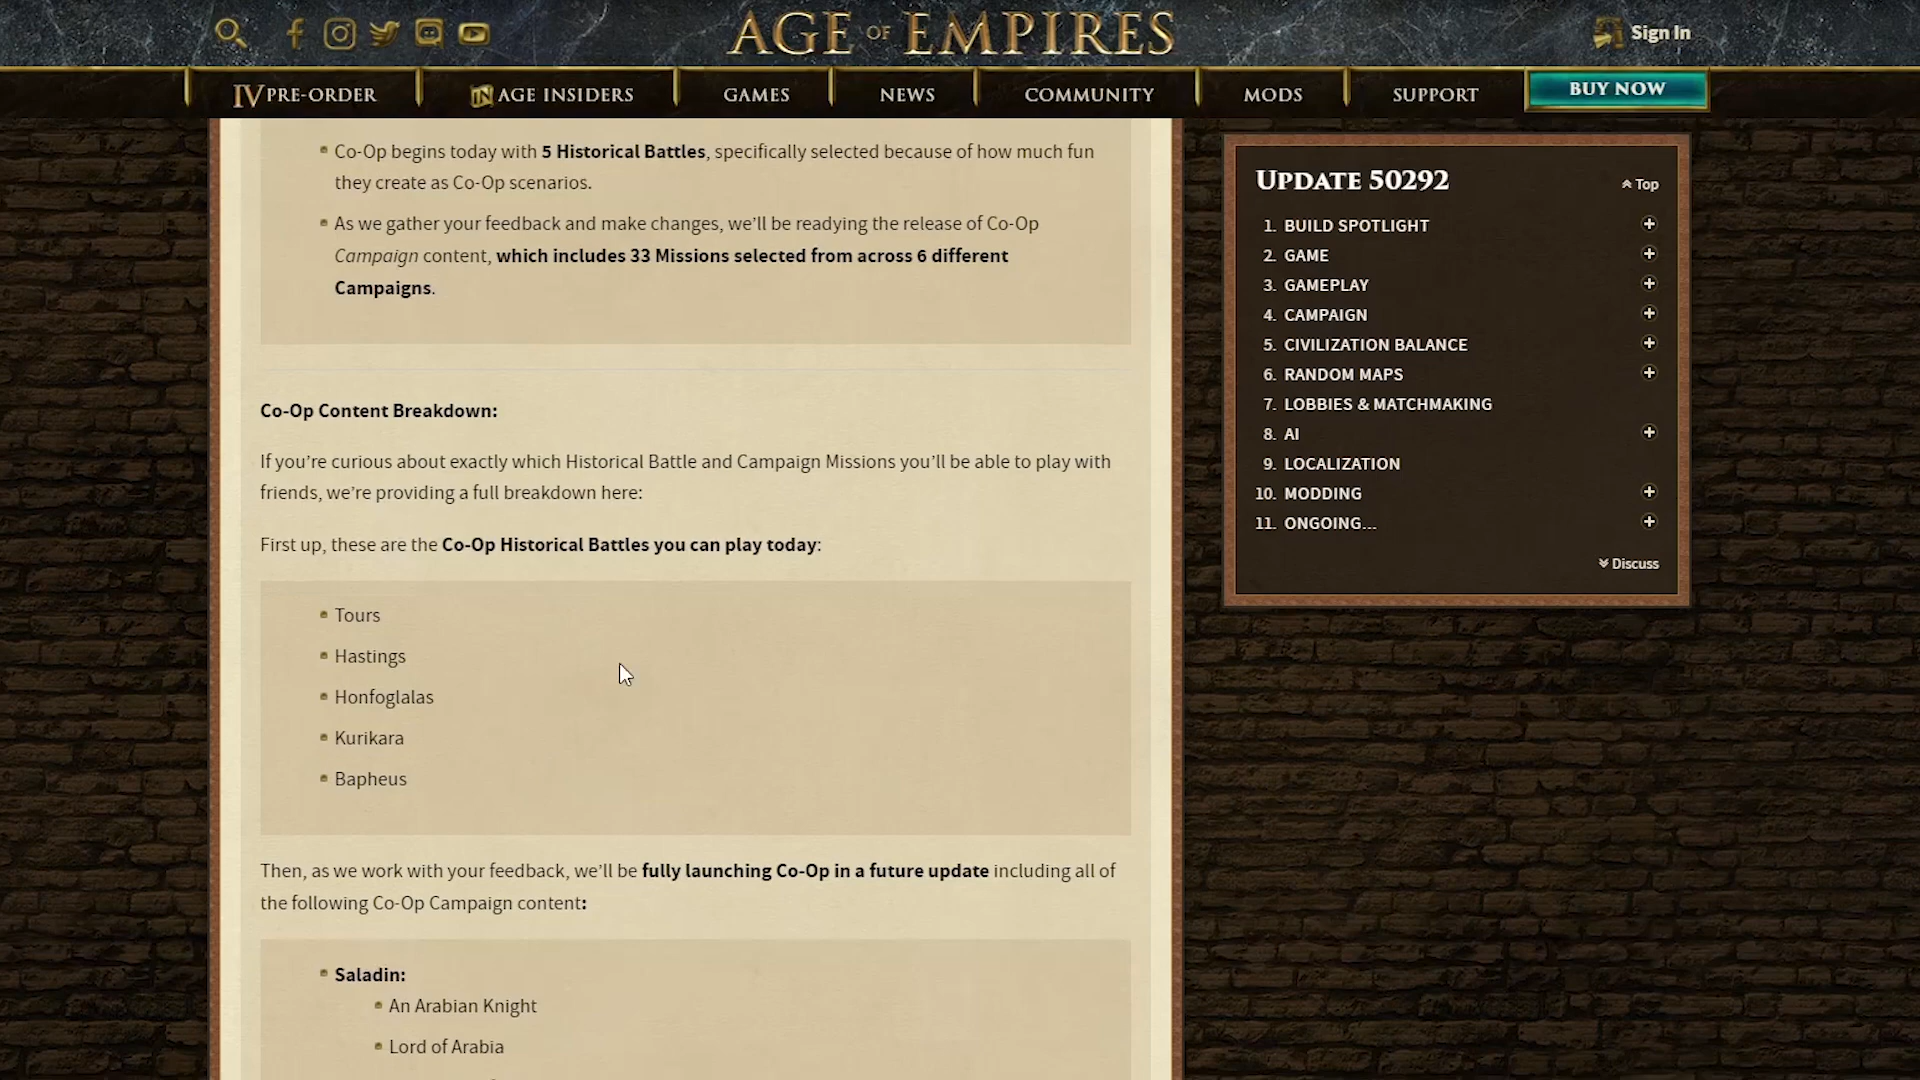 AGE OF EMPIRES
Sign In
IV PRE-ORDER
IN AGE INSIDERS
GAMES
NEWS
COMMUNITY
MODS
SUPPORT
BUY NOW
Co-Op begins today with 5 Historical Battles, specifically selected because of how much fun
they create as Co-Op scenarios.
As we gather your feedback and make changes, we’ll be readying the release of Co-Op
Campaign content, which includes 33 Missions selected from across 6 different
Campaigns.
Co-Op Content Breakdown:
If you’re curious about exactly which Historical Battle and Campaign Missions you’ll be able to play with
friends, we’re providing a full breakdown here:
First up, these are the Co-Op Historical Battles you can play today:
Tours
Hastings
Honfoglalas
Kurikara
Bapheus
Then, as we work with your feedback, we’ll be fully launching Co-Op in a future update including all of
the following Co-Op Campaign content:
Saladin:
An Arabian Knight
Lord of Arabia
UPDATE 50292
Top
1. BUILD SPOTLIGHT
2. GAME
3. GAMEPLAY
4. CAMPAIGN
5. CIVILIZATION BALANCE
6. RANDOM MAPS
7. LOBBIES & MATCHMAKING
8. AI
9. LOCALIZATION
10. MODDING
11. ONGOING...
Discuss